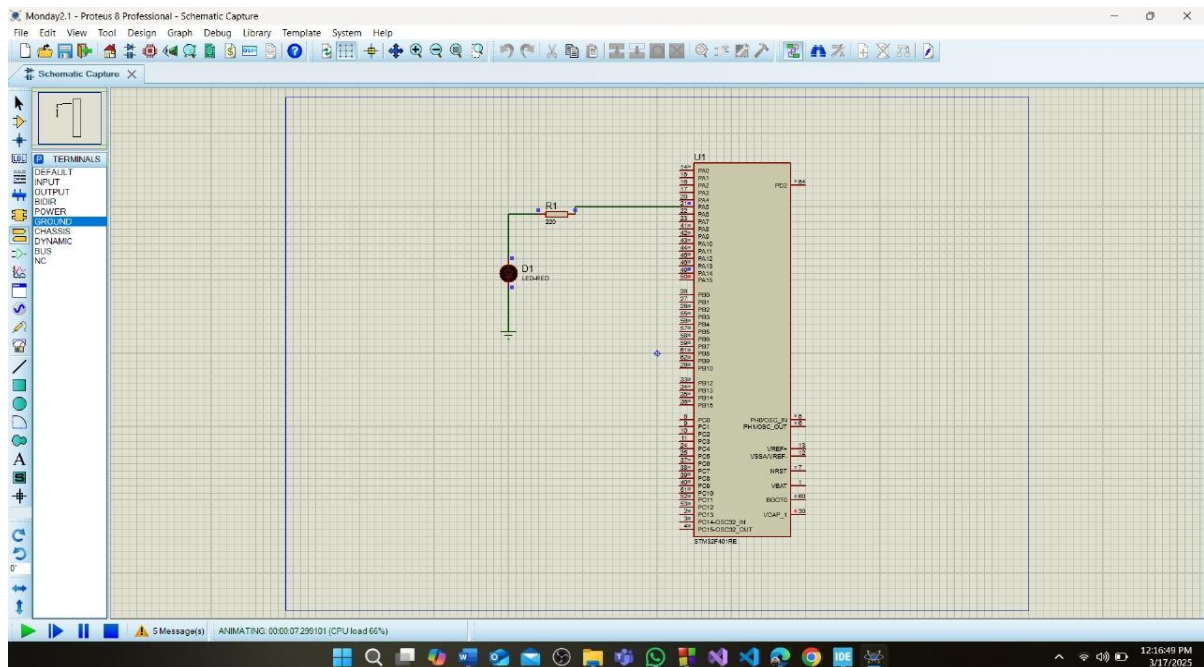 Monday2.1 - Proteus 8 Professional - Schematic Capture
File Edit View Tool Design Graph Debug Library Template System Help
Schematic Capture
LBL
P TERMINALS
DEFAULT
INPUT
OUTPUT
BIDIR
POWER
GROUND
CHASSIS
DYNAMIC
BUS
NC
A
S
0°
R1
220
D1
LED-RED
U1
PA0
PA1
PA2
PA3
PA4
PA5
PA6
PA7
PA8
PA9
PA10
PA11
PA12
PA13
PA14
PA15
PB0
PB1
PB2
PB3
PB4
PB5
PB6
PB7
PB8
PB9
PB10
PB12
PB13
PB14
PB15
PC0
PC1
PC2
PC3
PC4
PC5
PC6
PC7
PC8
PC9
PC10
PC11
PC12
PC13
PC14-OSC32_IN
PC15-OSC32_OUT
PD2
PH0/OSC_IN
PH1/OSC_OUT
VREF+
VSSA/VREF-
NRST
VBAT
BOOT0
VCAP_1
STM32F401RE
5 Message(s)
ANIMATING: 00:00:07.299101 (CPU load 66%)
IDE
12:16:49 PM
3/17/2025